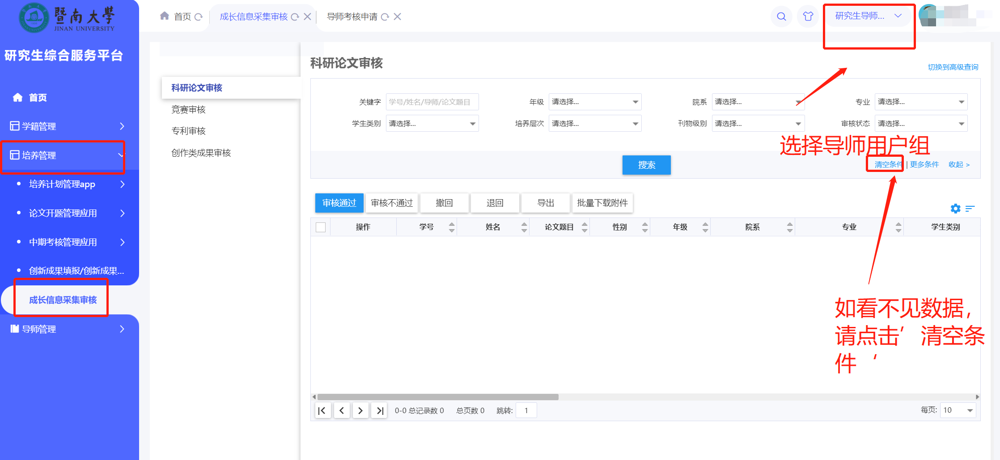 暨南大學
JINAN UNIVERSITY
研究生综合服务平台
首页
学籍管理
培养管理
培养计划管理app
论文开题管理应用
中期考核管理应用
创新成果填报/创新成果...
成长信息采集审核
导师管理
首页
成长信息采集审核
导师考核申请
研究生导师...
科研论文审核
竞赛审核
专利审核
创作类成果审核
科研论文审核
切换到高级查询
关键字 学号/姓名/导师/论文题目 年级 请选择... 院系 请选择... 专业 请选择...
学生类别 请选择... 培养层次 请选择... 刊物级别 请选择... 审核状态 请选择...
选择导师用户组
搜索
清空条件 | 更多条件 收起 >
审核通过 审核不通过 撤回 退回 导出 批量下载附件
操作 学号 姓名 论文题目 性别 年级 院系 专业 学生类别
如看不见数据，
请点击’清空条
件‘
0-0 总记录数 0 总页数 0 跳转: 1
每页: 10